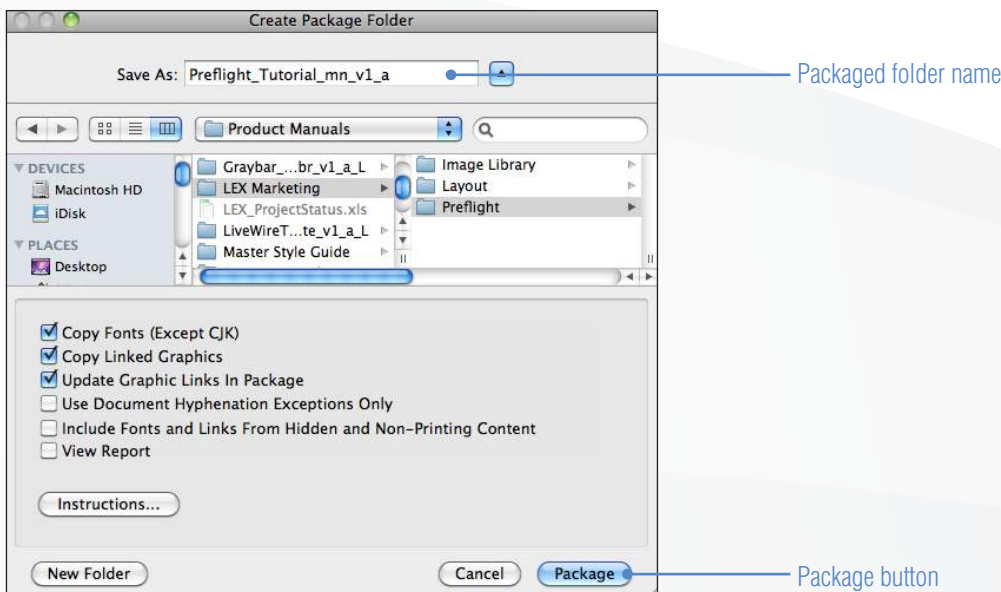 Create Package Folder
Save As: Preflight_Tutorial_mn_v1_a
Packaged folder name
Product Manuals
DEVICES
Macintosh HD
iDisk
PLACES
Desktop
Graybar_...br_v1_a_L
LEX Marketing
LEX_ProjectStatus.xls
LiveWireT...te_v1_a_L
Master Style Guide
Image Library
Layout
Preflight
Copy Fonts (Except CJK)
Copy Linked Graphics
Update Graphic Links In Package
Use Document Hyphenation Exceptions Only
Include Fonts and Links From Hidden and Non-Printing Content
View Report
Instructions...
New Folder
Cancel
Package
Package button